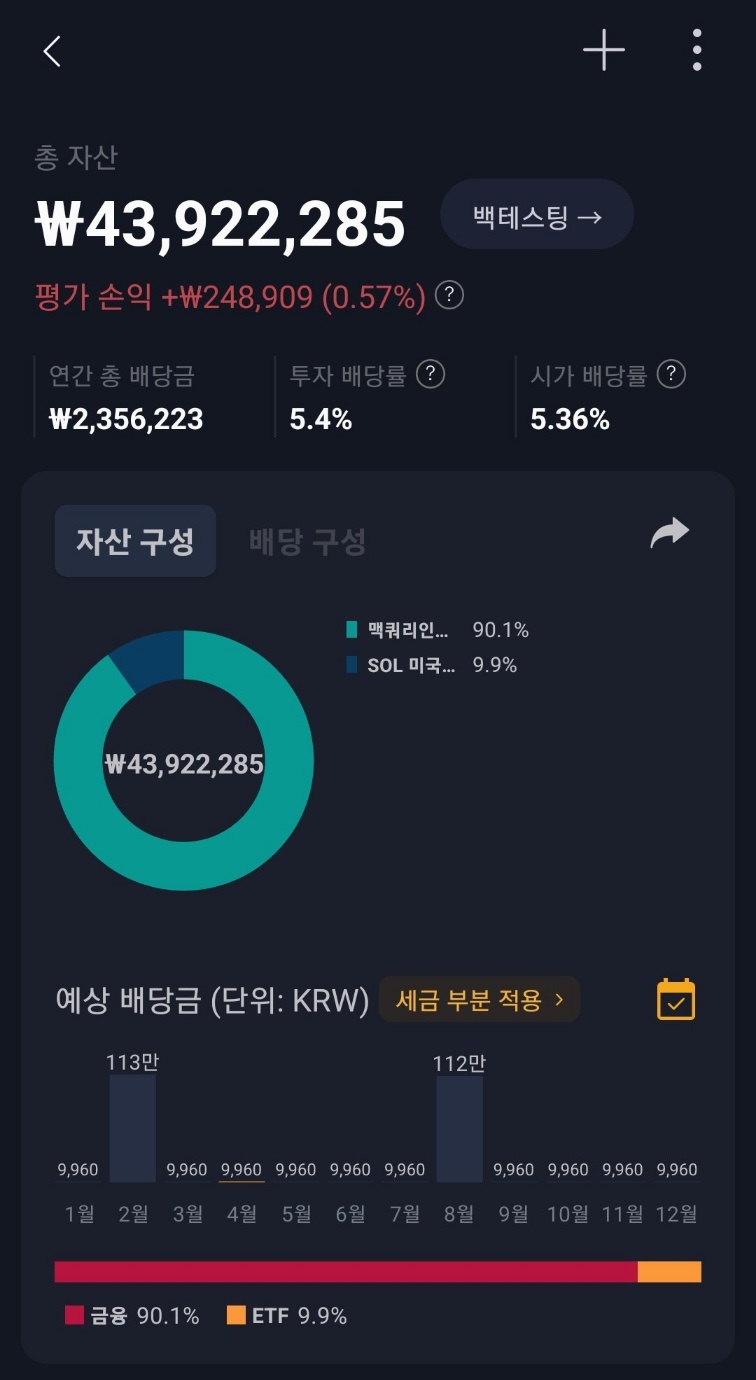 총 자산
₩43,922,285
백테스팅 →
평가 손익 +₩248,909 (0.57%) ?
연간 총 배당금 투자 배당률 ? 시가 배당률 ?
₩2,356,223 5.4% 5.36%
자산 구성 배당 구성
맥쿼리인... 90.1%
SOL 미국... 9.9%
₩43,922,285
예상 배당금 (단위: KRW) 세금 부분 적용 >
113만 112만
9,960 9,960 9,960 9,960 9,960 9,960 9,960 9,960 9,960 9,960
1월 2월 3월 4월 5월 6월 7월 8월 9월 10월 11월 12월
금융 90.1% ETF 9.9%